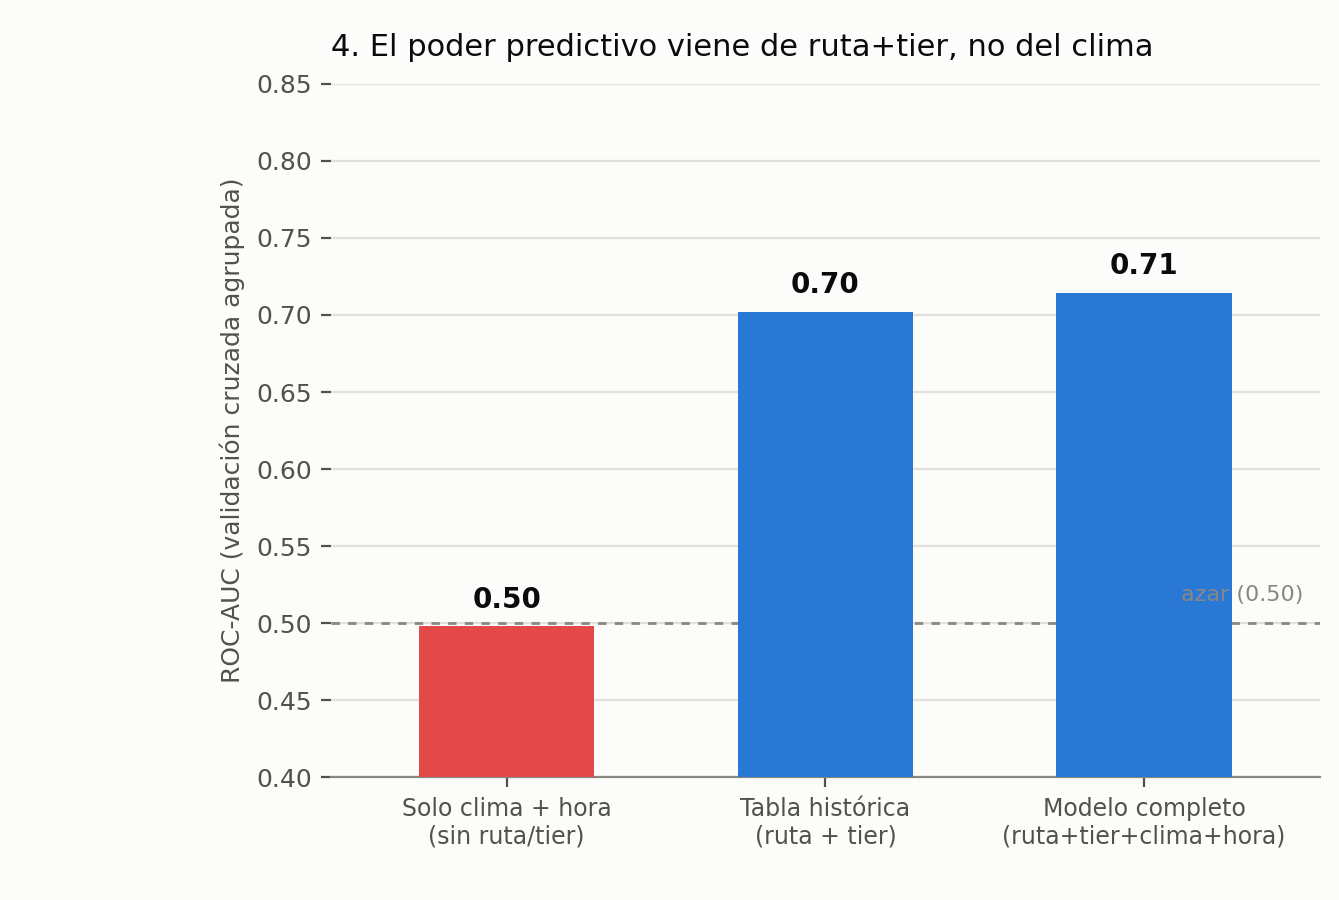 4. El poder predictivo viene de ruta+tier, no del clima
ROC-AUC (validación cruzada agrupada)
0.85
0.80
0.75
0.70
0.65
0.60
0.55
0.50
0.45
0.40
0.50
0.70
0.71
azar (0.50)
Solo clima + hora
(sin ruta/tier)
Tabla histórica
(ruta + tier)
Modelo completo
(ruta+tier+clima+hora)